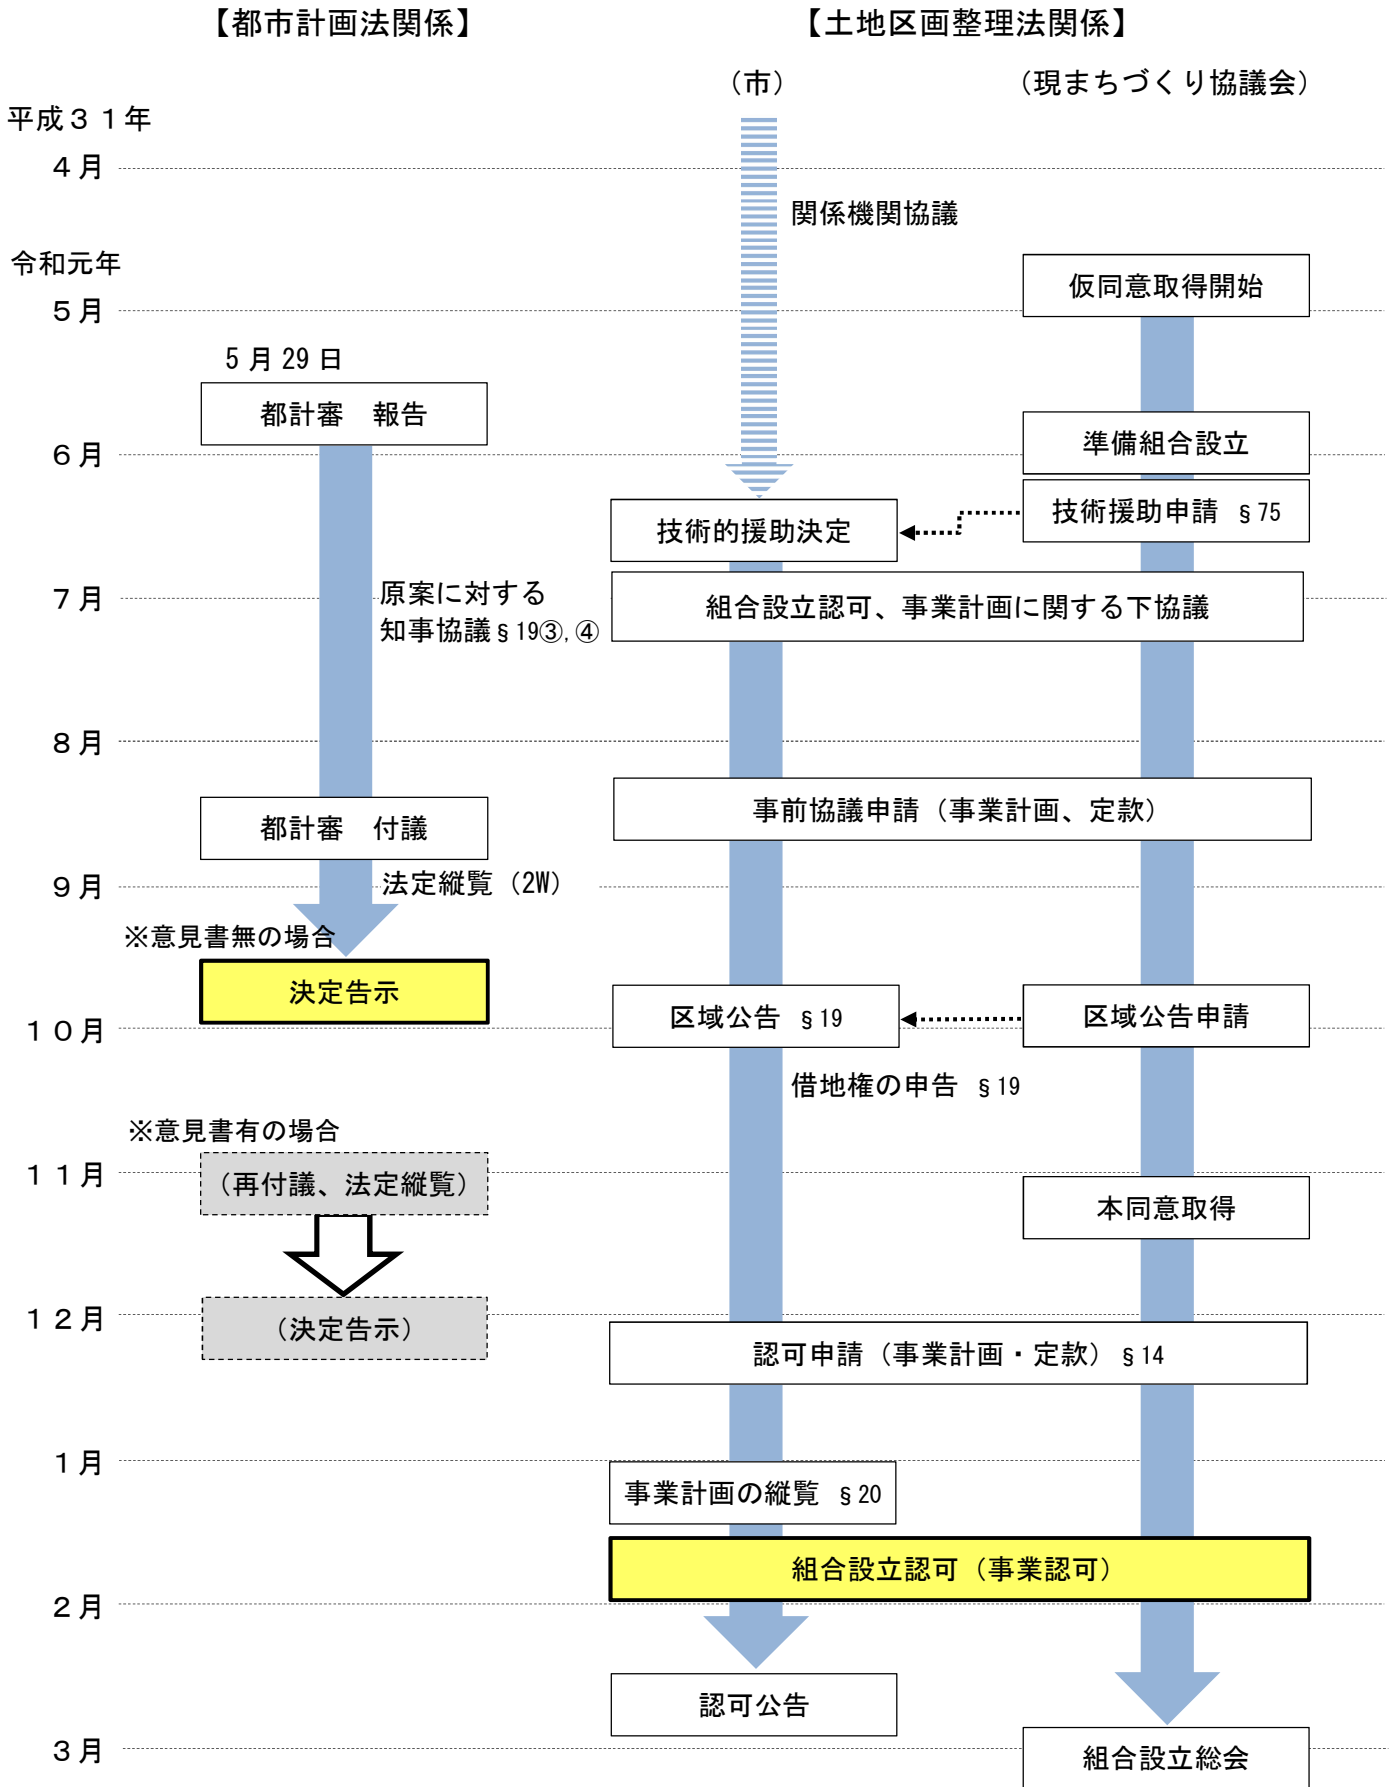 【都市計画法関係】
【土地区画整理法関係】
（市）
（現まちづくり協議会）
平成３１年
４月
関係機関協議
令和元年
仮同意取得開始
５月
5月29日
都計審　報告
準備組合設立
６月
技術援助申請 §75
技術的援助決定
７月
原案に対する
知事協議§19③,④
組合設立認可、事業計画に関する下協議
８月
事前協議申請（事業計画、定款）
都計審　付議
９月
法定縦覧（2W）
※意見書無の場合
決定告示
区域公告 §19
区域公告申請
１０月
借地権の申告 §19
※意見書有の場合
１１月
（再付議、法定縦覧）
本同意取得
１２月
（決定告示）
認可申請（事業計画・定款）§14
１月
事業計画の縦覧 §20
組合設立認可（事業認可）
２月
認可公告
３月
組合設立総会